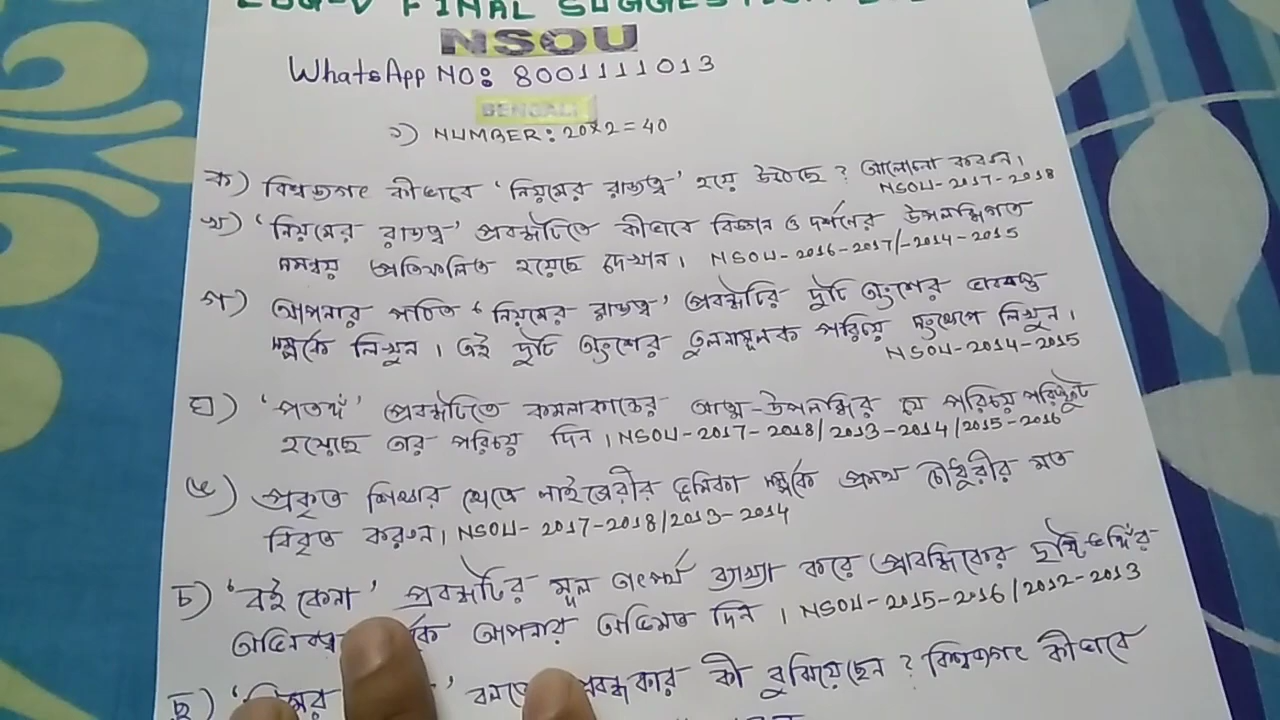 FINAL SUGGESTION
NSOU
WhatsApp NO: 8001111013
BENGALI
১) NUMBER: 20×2=40
ক) বিশ্বজগৎ কীভাবে 'নিয়মের রাজত্ব' হয়ে উঠেছে? আলোচনা করুন।
NSOU-2017-2018
খ) 'নিয়মের রাজত্ব' প্রবন্ধটিতে কীভাবে বিজ্ঞান ও দর্শনের উপলব্ধিগত
সমন্বয় প্রতিফলিত হয়েছে দেখান। NSOU-2016-2017/-2014-2015
গ) আপনার পঠিত 'নিয়মের রাজত্ব' প্রবন্ধটির দুটি অংশের ভাববস্তু
সম্পর্কে লিখুন। এই দুটি অংশের তুলনামূলক পরিচয় সংক্ষেপে লিখুন।
NSOU-2014-2015
ঘ) 'পতঙ্গ' প্রবন্ধটিতে কমলাকান্তের আত্ম-উপলব্ধির যে পরিচয় পরিস্ফুট
হয়েছে তার পরিচয় দিন। NSOU-2017-2018/2013-2014/2015-2016
ঙ) প্রকৃত শিক্ষার ক্ষেত্রে লাইব্রেরীর ভূমিকা সম্পর্কে প্রমথ চৌধুরীর মত
বিবৃত করুন। NSOU-2017-2018/2013-2014
চ) 'বই কেনা' প্রবন্ধটির মূল তাৎপর্য ব্যাখ্যা করে প্রাবন্ধিকের দৃষ্টিভঙ্গির
অভিনবত্ব আপনার অভিমত দিন। NSOU-2015-2016/2012-2013
ছ) বলতে প্রবন্ধকার কী বুঝিয়েছেন? বিশ্বজগৎ কীভাবে